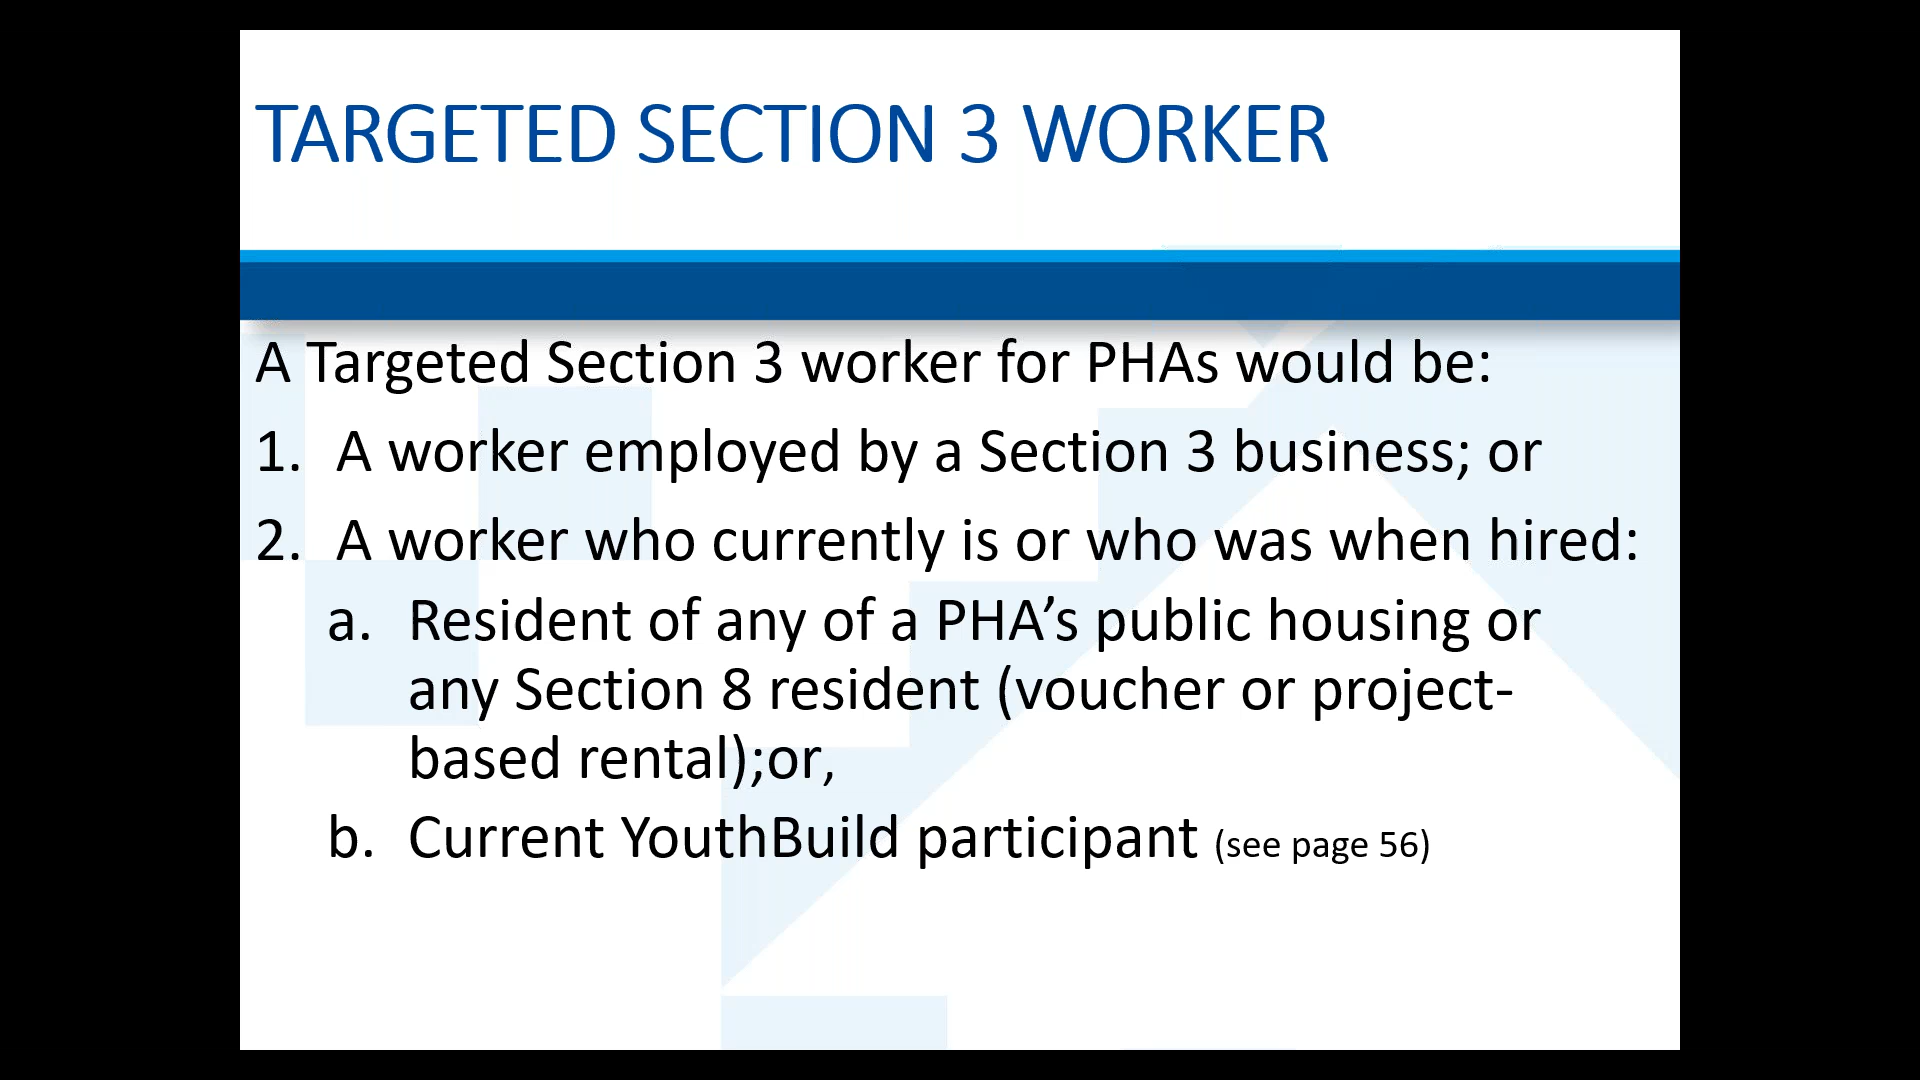 TARGETED SECTION 3 WORKER
A Targeted Section 3 worker for PHAs would be:
1. A worker employed by a Section 3 business; or
2. A worker who currently is or who was when hired:
a. Resident of any of a PHA’s public housing or
any Section 8 resident (voucher or project-
based rental);or,
b. Current YouthBuild participant (see page 56)